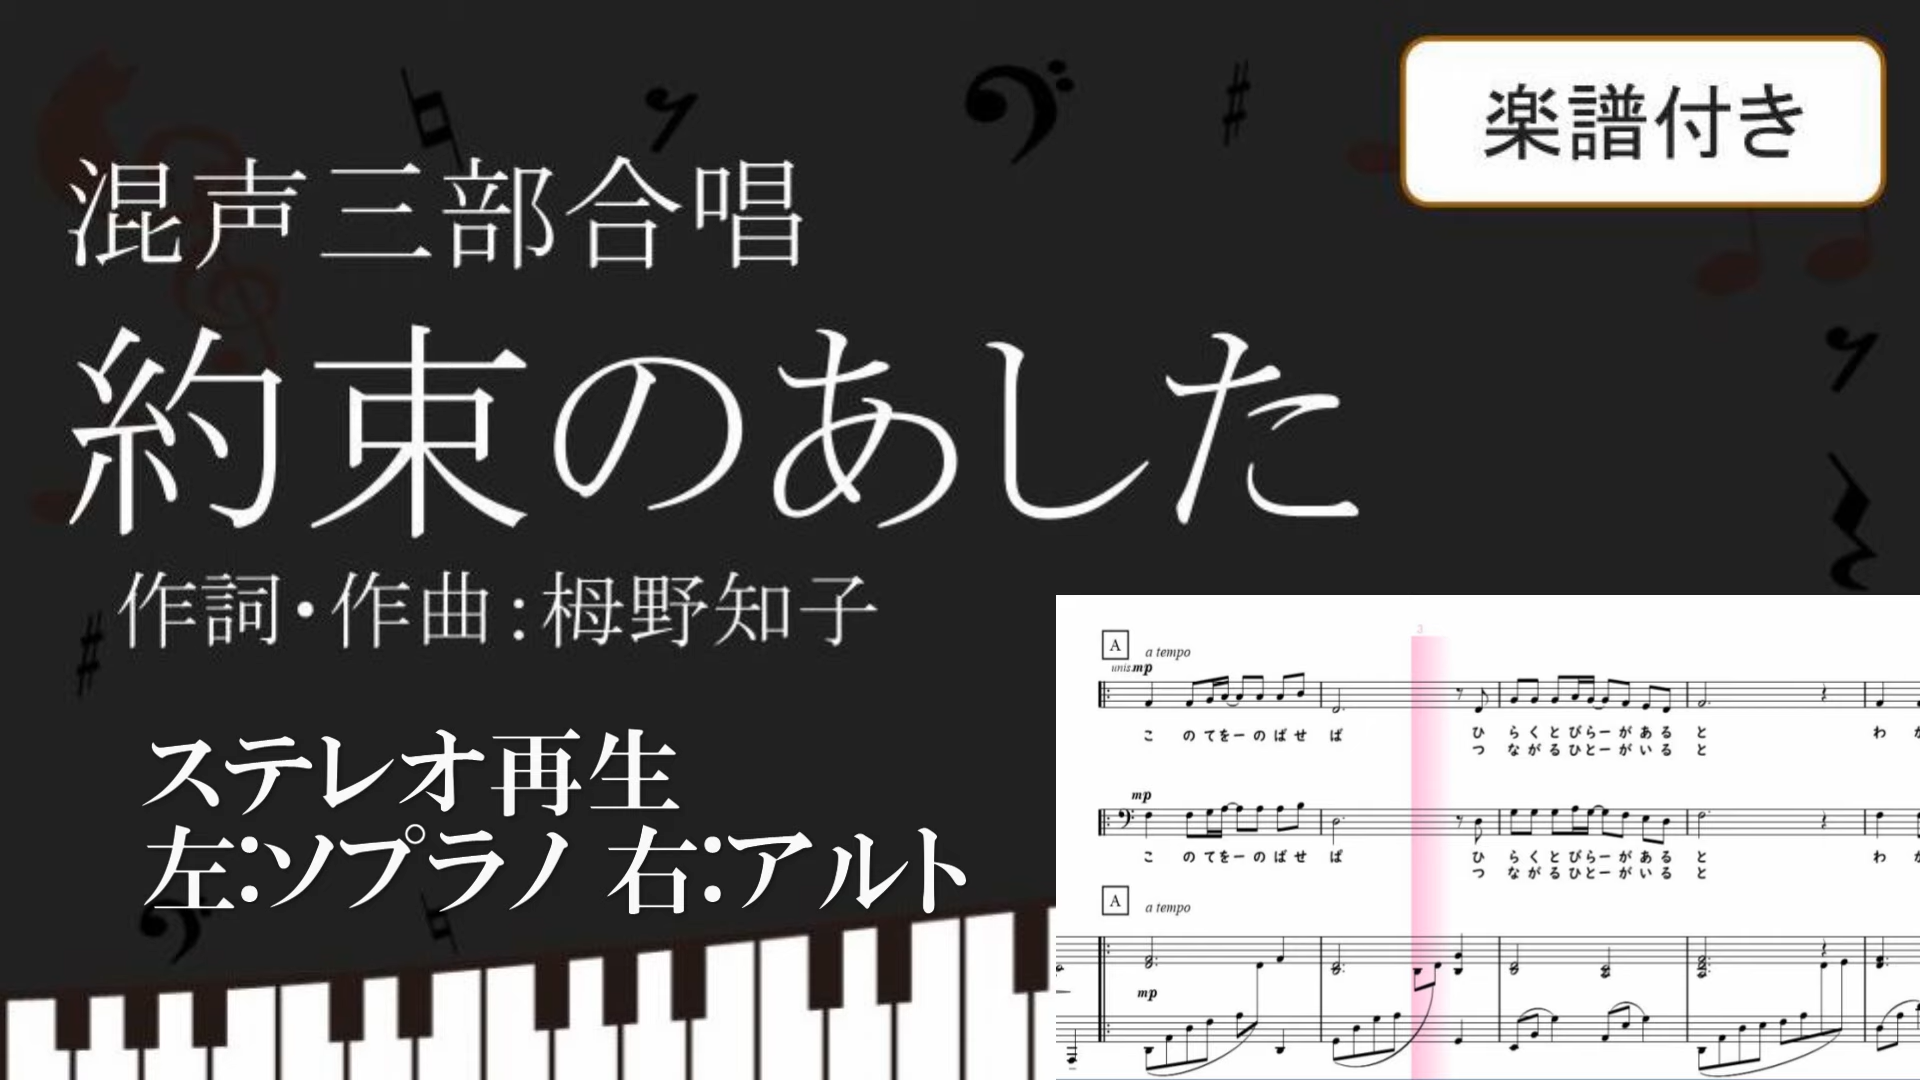 楽譜付き
混声三部合唱
約束のあした
作詞・作曲:栂野知子
ステレオ再生
左:ソプラノ 右:アルト
3
A a tempo
unis. mp
こ の て を ー の ば せ ば ひ ら く と び ら ー が あ る と わ
つ な が る ひ と ー が い る と
mp
こ の て を ー の ば せ ば ひ ら く と び ら ー が あ る と わ
つ な が る ひ と ー が い る と
A a tempo
mp